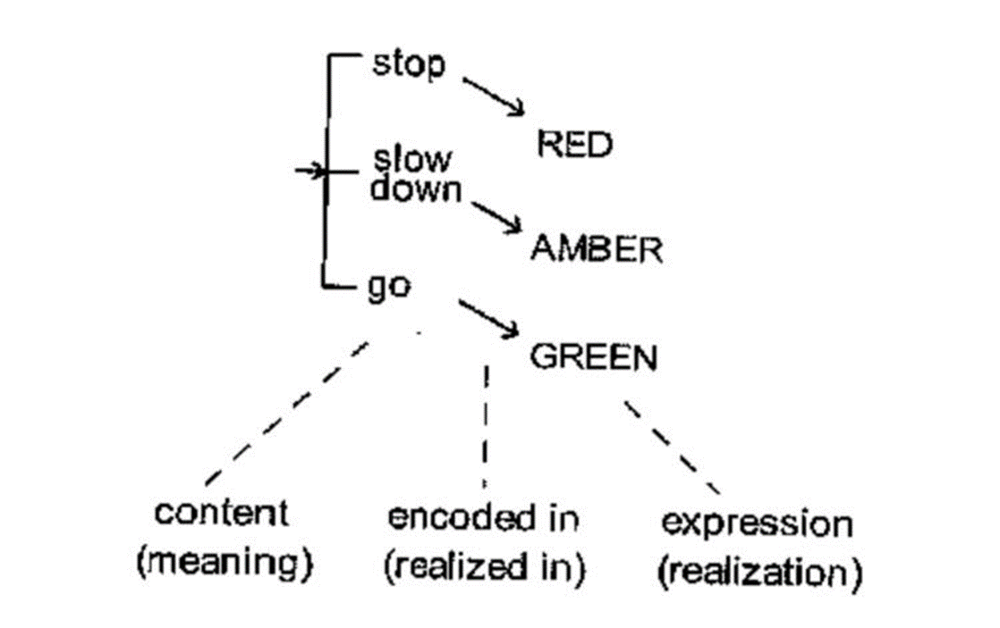 stop
RED
slow
down
AMBER
go
GREEN
content
(meaning)
encoded in
(realized in)
expression
(realization)